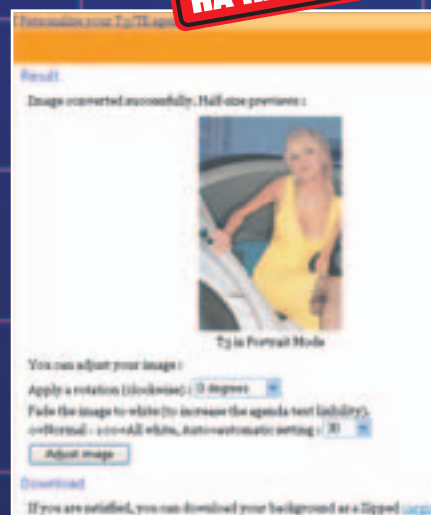 НА
Personalize your T3/TE agen
Result
Image converted successfully. Half-size previews :
T3 in Portrait Mode
You can adjust your image :
Apply a rotation (clockwise) : 0 degrees
Fade the image to white (to increase the agenda text lisibility).
0=Normal - 100=All white, Auto=automatic setting : 30
Adjust image
Download
If you are satisfied, you can download your background as a Zipped